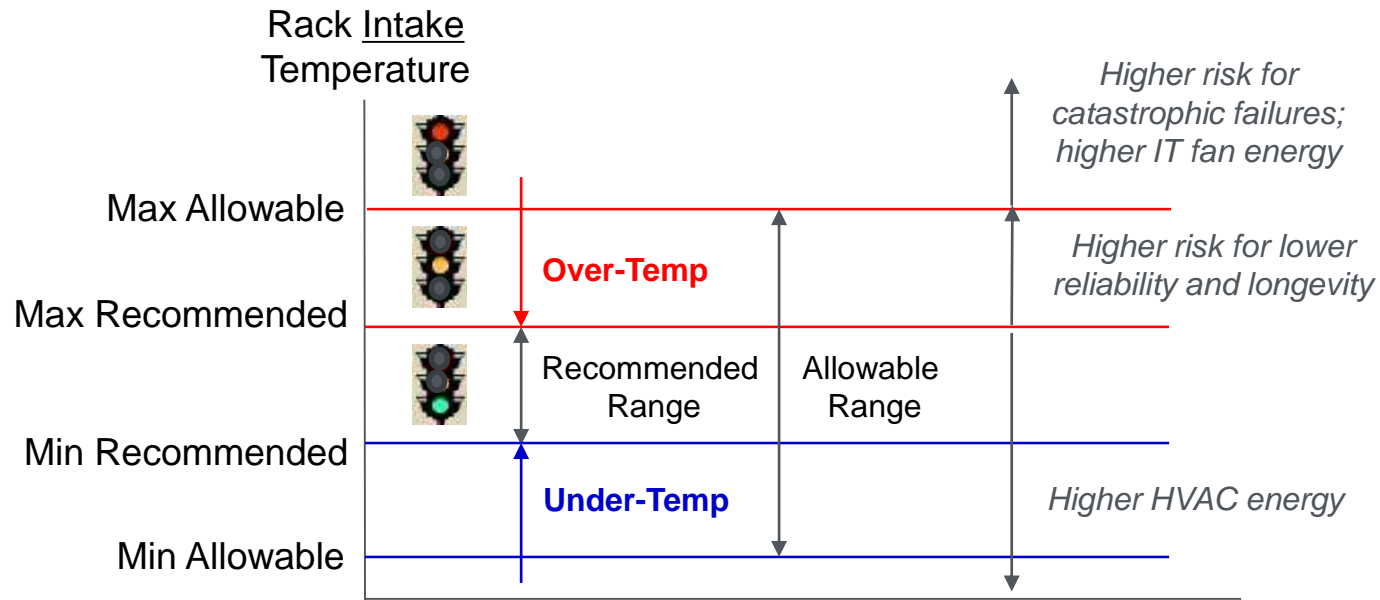 Rack Intake
Temperature
Higher risk for
catastrophic failures;
higher IT fan energy
Max Allowable
Over-Temp
Higher risk for lower
reliability and longevity
Max Recommended
Recommended
Range
Allowable
Range
Min Recommended
Under-Temp
Higher HVAC energy
Min Allowable